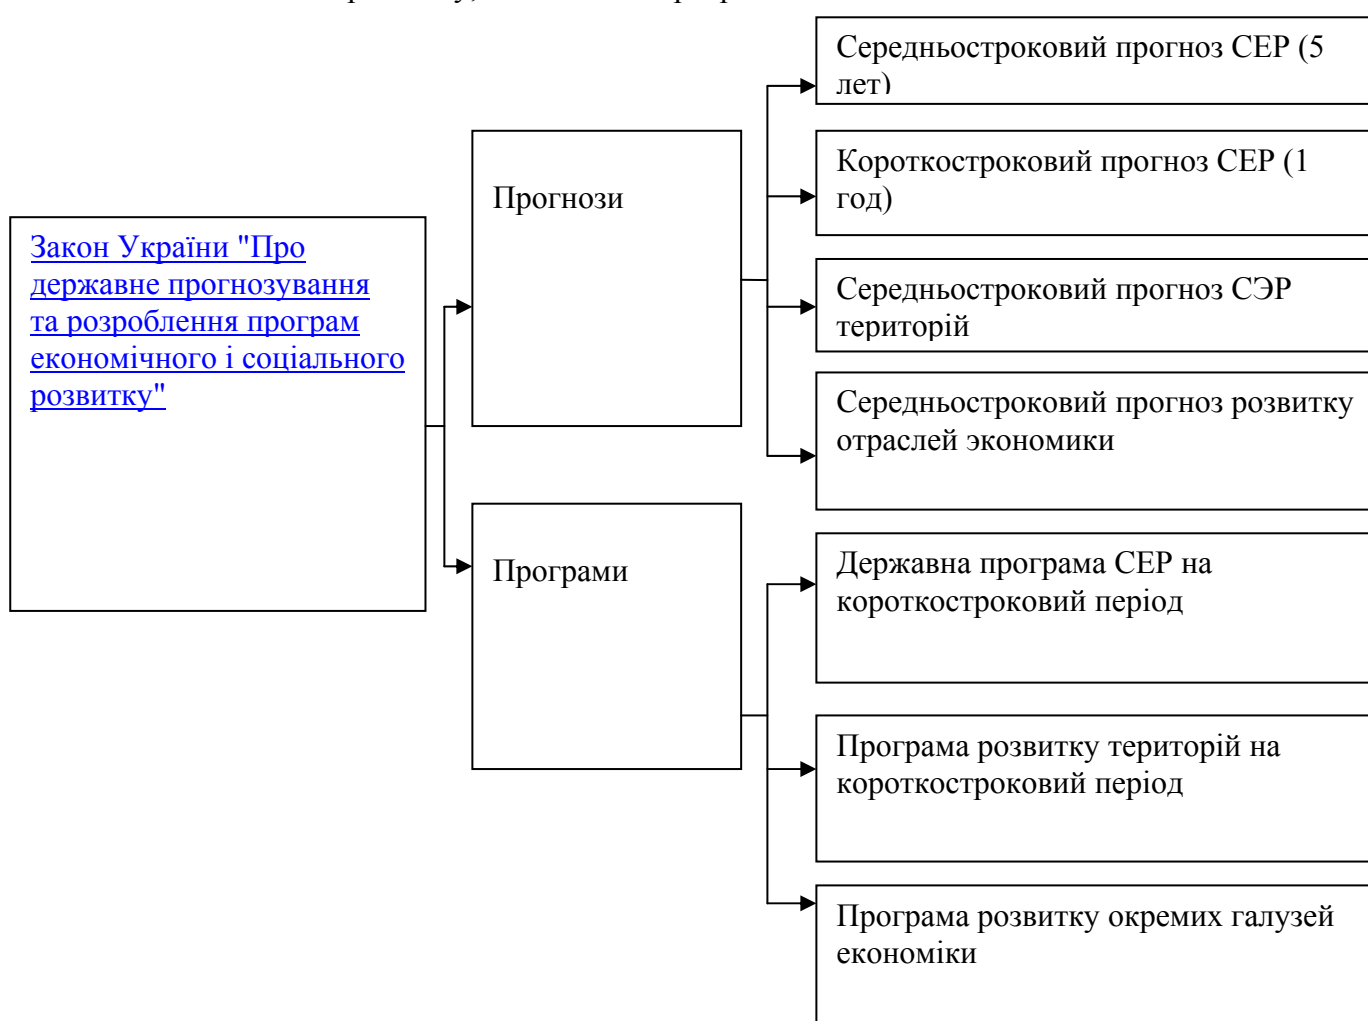 Середньостроковий прогноз СЕР (5
лет)
Короткостроковий прогноз СЕР (1
год)
Прогнози
Закон України "Про
державне прогнозування
та розроблення програм
економічного і соціального
розвитку"
Середньостроковий прогноз СЭР
територій
Середньостроковий прогноз розвитку
отраслей экономики
Програми
Державна програма СЕР на
короткостроковий період
Програма розвитку територій на
короткостроковий період
Програма розвитку окремих галузей
економіки